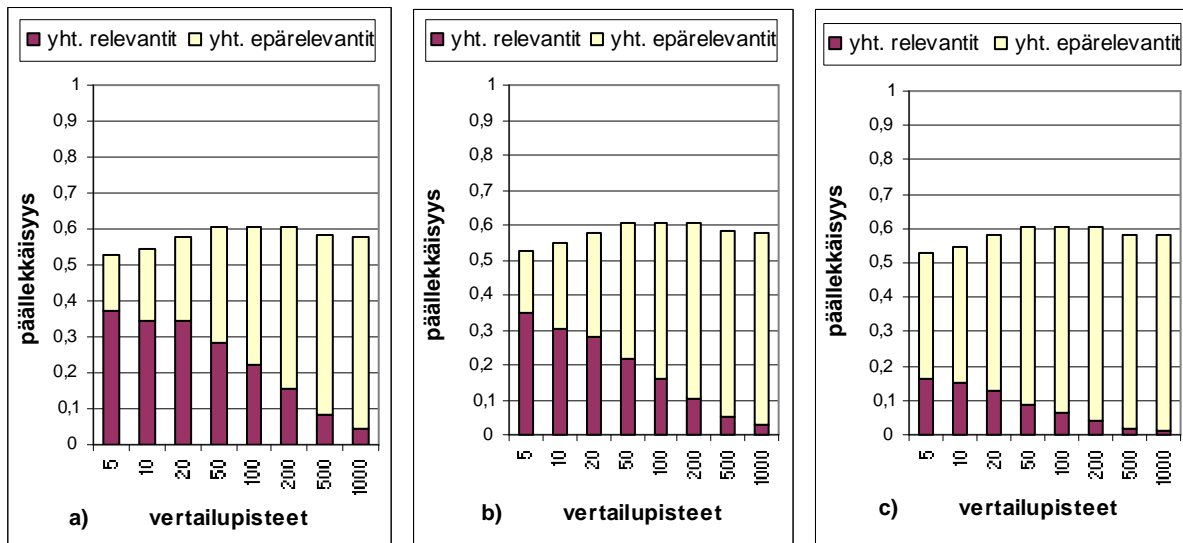 yht. relevantit yht. epärelevantit
päällekkäisyys
1
0,9
0,8
0,7
0,6
0,5
0,4
0,3
0,2
0,1
0
5 10 20 50 100 200 500 1000
a) vertailupisteet
yht. relevantit yht. epärelevantit
päällekkäisyys
1
0,9
0,8
0,7
0,6
0,5
0,4
0,3
0,2
0,1
0
5 10 20 50 100 200 500 1000
b) vertailupisteet
yht. relevantit yht. epärelevantit
päällekkäisyys
1
0,9
0,8
0,7
0,6
0,5
0,4
0,3
0,2
0,1
0
5 10 20 50 100 200 500 1000
c) vertailupisteet